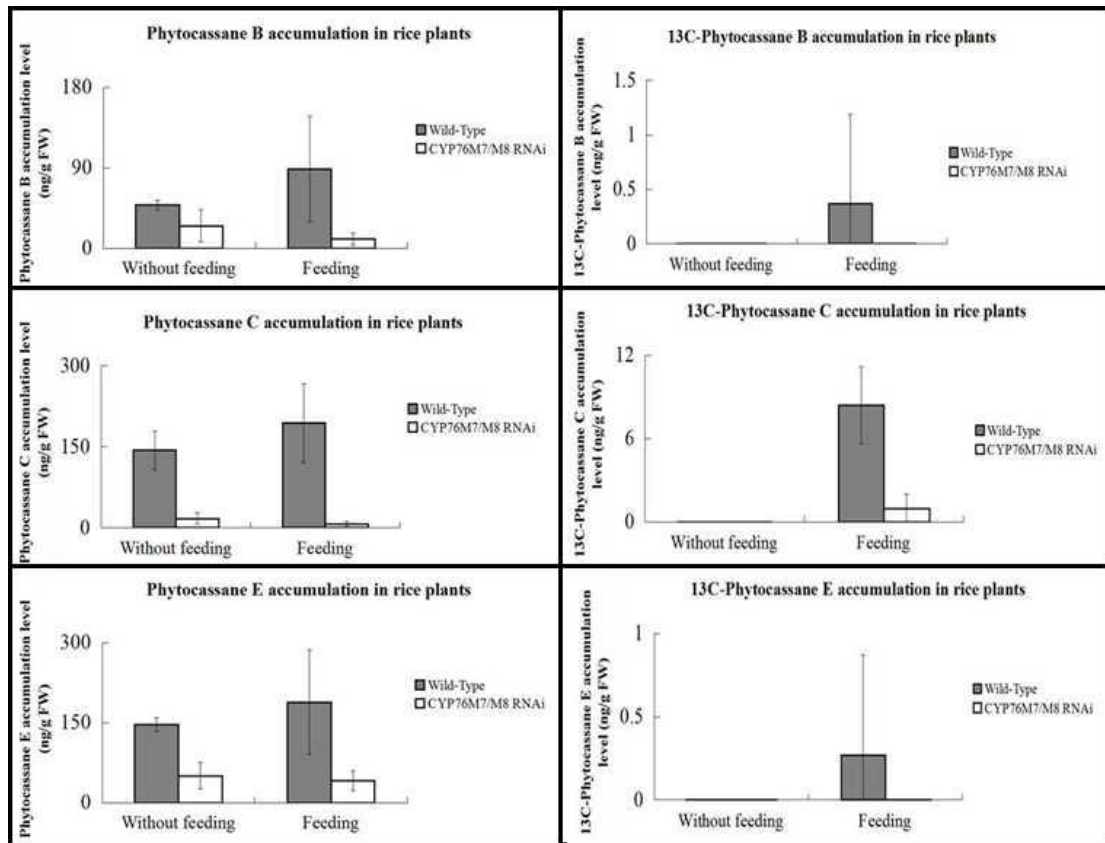 Phytocassane B accumulation in rice plants
Phytocassane B accumulation level
(ng/g FW)
180
90
0
Wild-Type
CYP76M7/M8 RNAi
Without feeding
Feeding
13C-Phytocassane B accumulation in rice plants
13C-Phytocassane B accumulation
level (ng/g FW)
1.5
1
0.5
0
Wild-Type
CYP76M7/M8 RNAi
Without feeding
Feeding
Phytocassane C accumulation in rice plants
Phytocassane C accumulation level
(ng/g FW)
300
150
0
Wild-Type
CYP76M7/M8 RNAi
Without feeding
Feeding
13C-Phytocassane C accumulation in rice plants
13C-Phytocassane C accumulation
level (ng/g FW)
12
6
0
Wild-Type
CYP76M7/M8 RNAi
Without feeding
Feeding
Phytocassane E accumulation in rice plants
Phytocassane E accumulation level
(ng/g FW)
300
150
0
Wild-Type
CYP76M7/M8 RNAi
Without feeding
Feeding
13C-Phytocassane E accumulation in rice plants
13C-Phytocassane E accumulation
level (ng/g FW)
1
0.5
0
Wild-Type
CYP76M7/M8 RNAi
Without feeding
Feeding